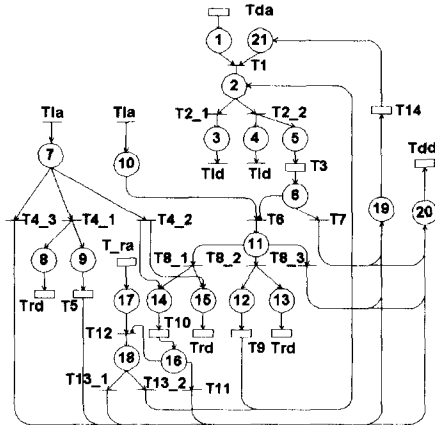 Tda
1 21
T1
2
T14
Tla Tla
T2_1 T2_2
3 4 5
Tdd
7
10
Tld Tld
T3
6
T4_3 T4_1 T4_2
T6 T7
19 20
11
T_ra
8 9
T8_1 T8_2 T8_3
17 14 15 12 13
Trd T5
T12 T10 Trd T9 Trd
18 16
T13_1 T13_2 T11